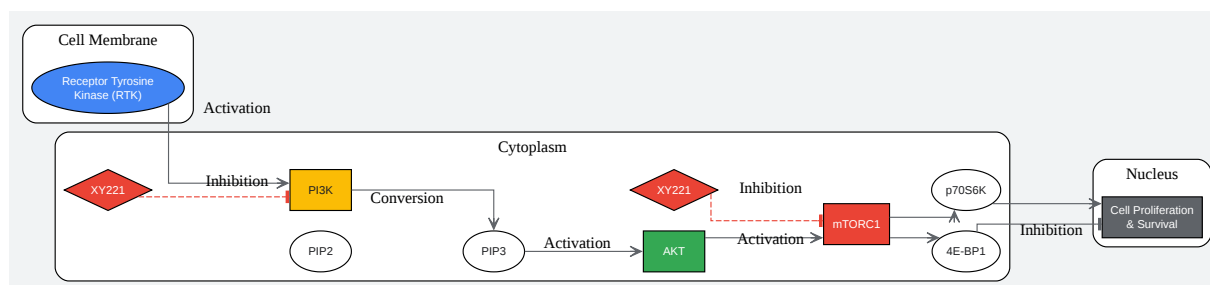 Cell Membrane
Receptor Tyrosine
Kinase (RTK)
Activation
Cytoplasm
XY221
Inhibition
PI3K
Conversion
PIP2
PIP3
Activation
XY221
Inhibition
AKT
Activation
mTORC1
p70S6K
4E-BP1
Inhibition
Nucleus
Cell Proliferation
& Survival